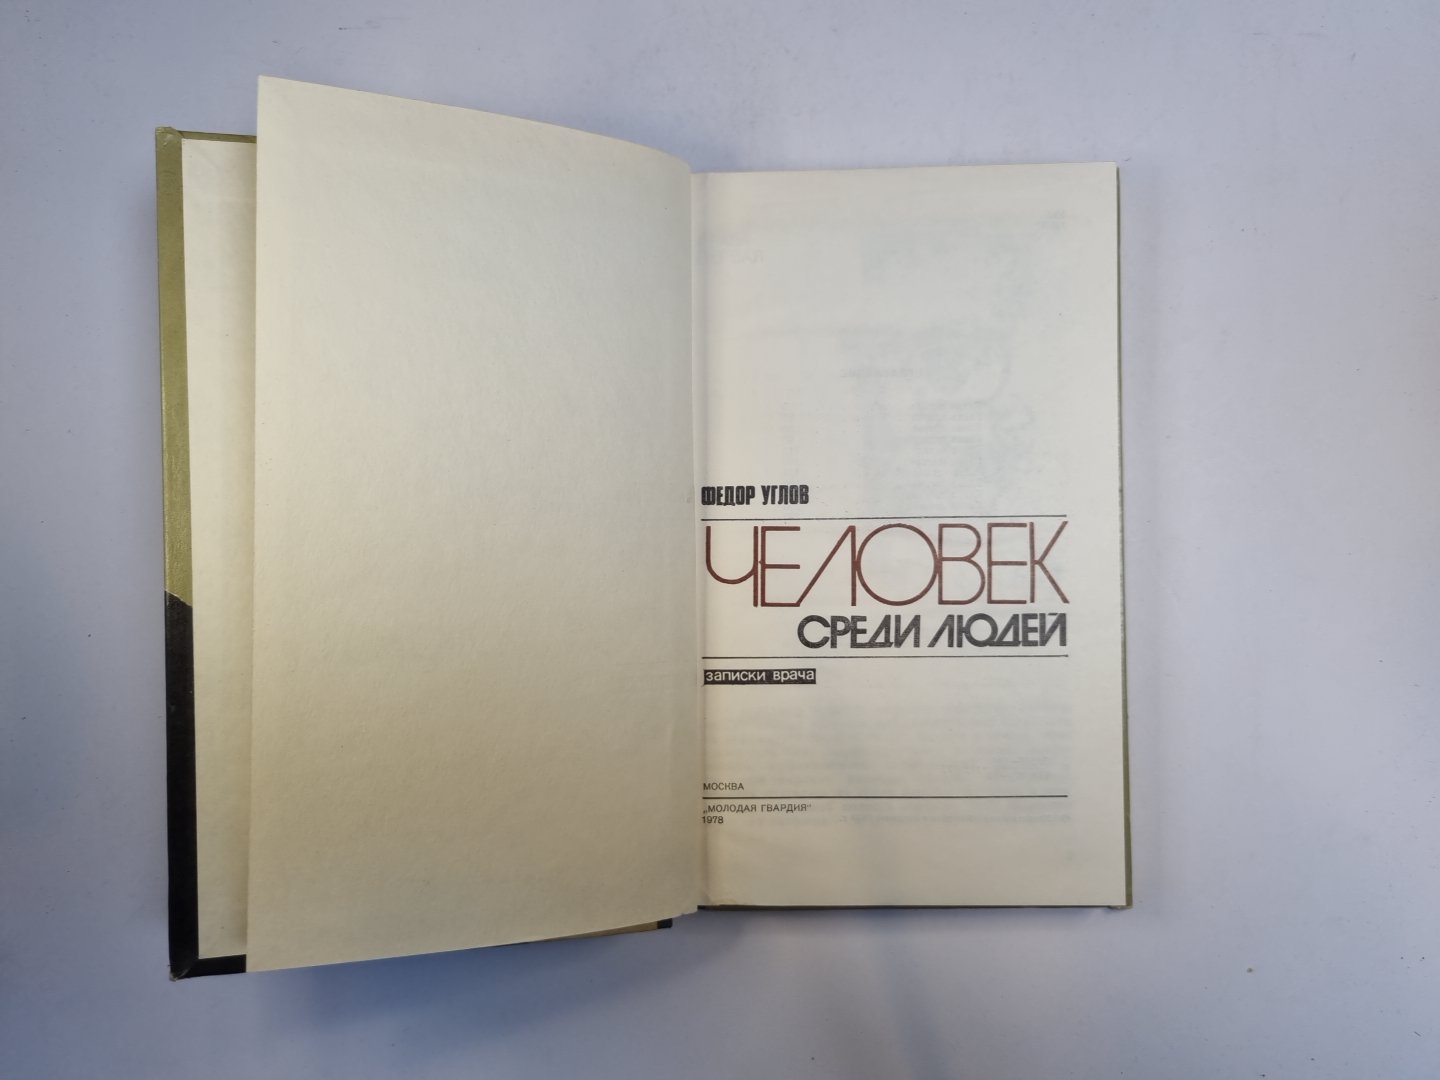 ФЕДОР УГЛОВ
ЧЕЛОВЕК
СРЕДИ ЛЮДЕЙ
записки врача
МОСКВА
„МОЛОДАЯ ГВАРДИЯ"
1978